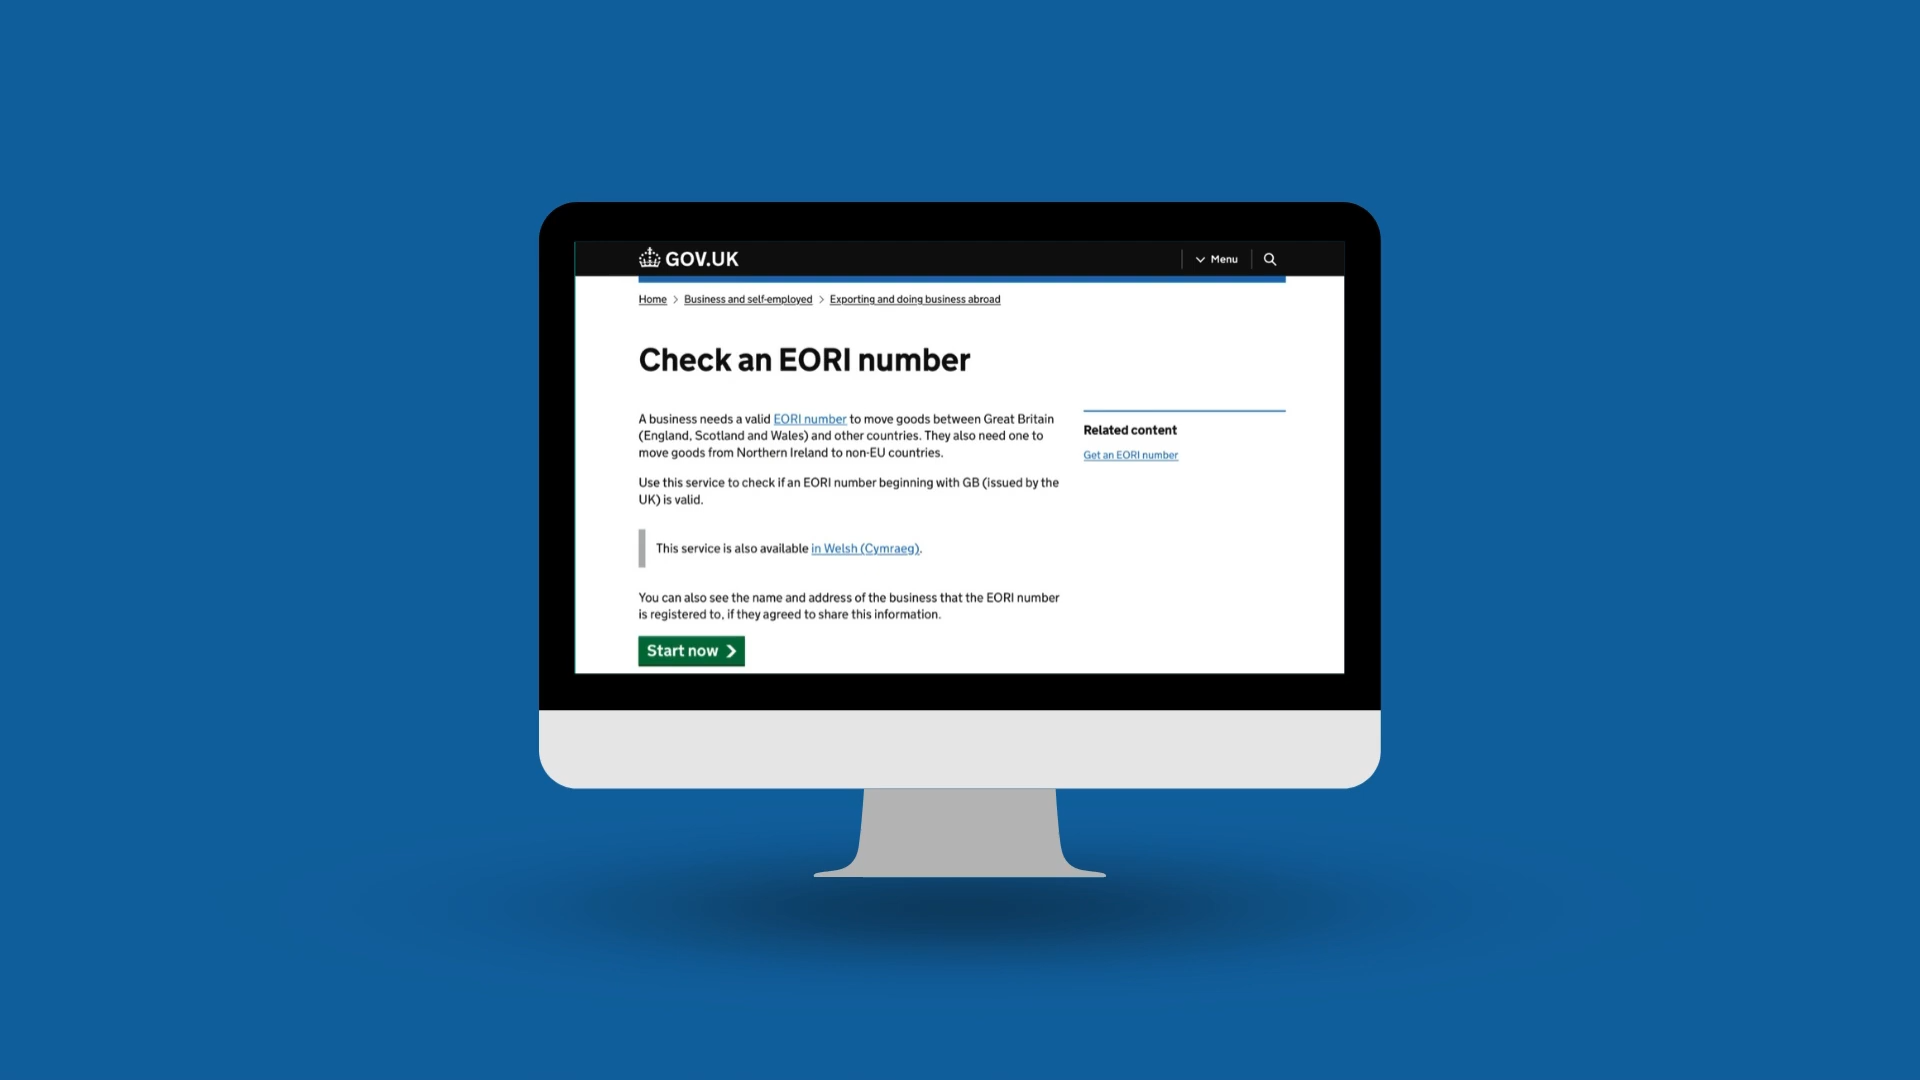 GOV.UK
Menu
Home > Business and self-employed > Exporting and doing business abroad
Check an EORI number
A business needs a valid EORI number to move goods between Great Britain
(England, Scotland and Wales) and other countries. They also need one to
move goods from Northern Ireland to non-EU countries.
Use this service to check if an EORI number beginning with GB (issued by the
UK) is valid.
This service is also available in Welsh (Cymraeg).
You can also see the name and address of the business that the EORI number
is registered to, if they agreed to share this information.
Start now
Related content
Get an EORI number